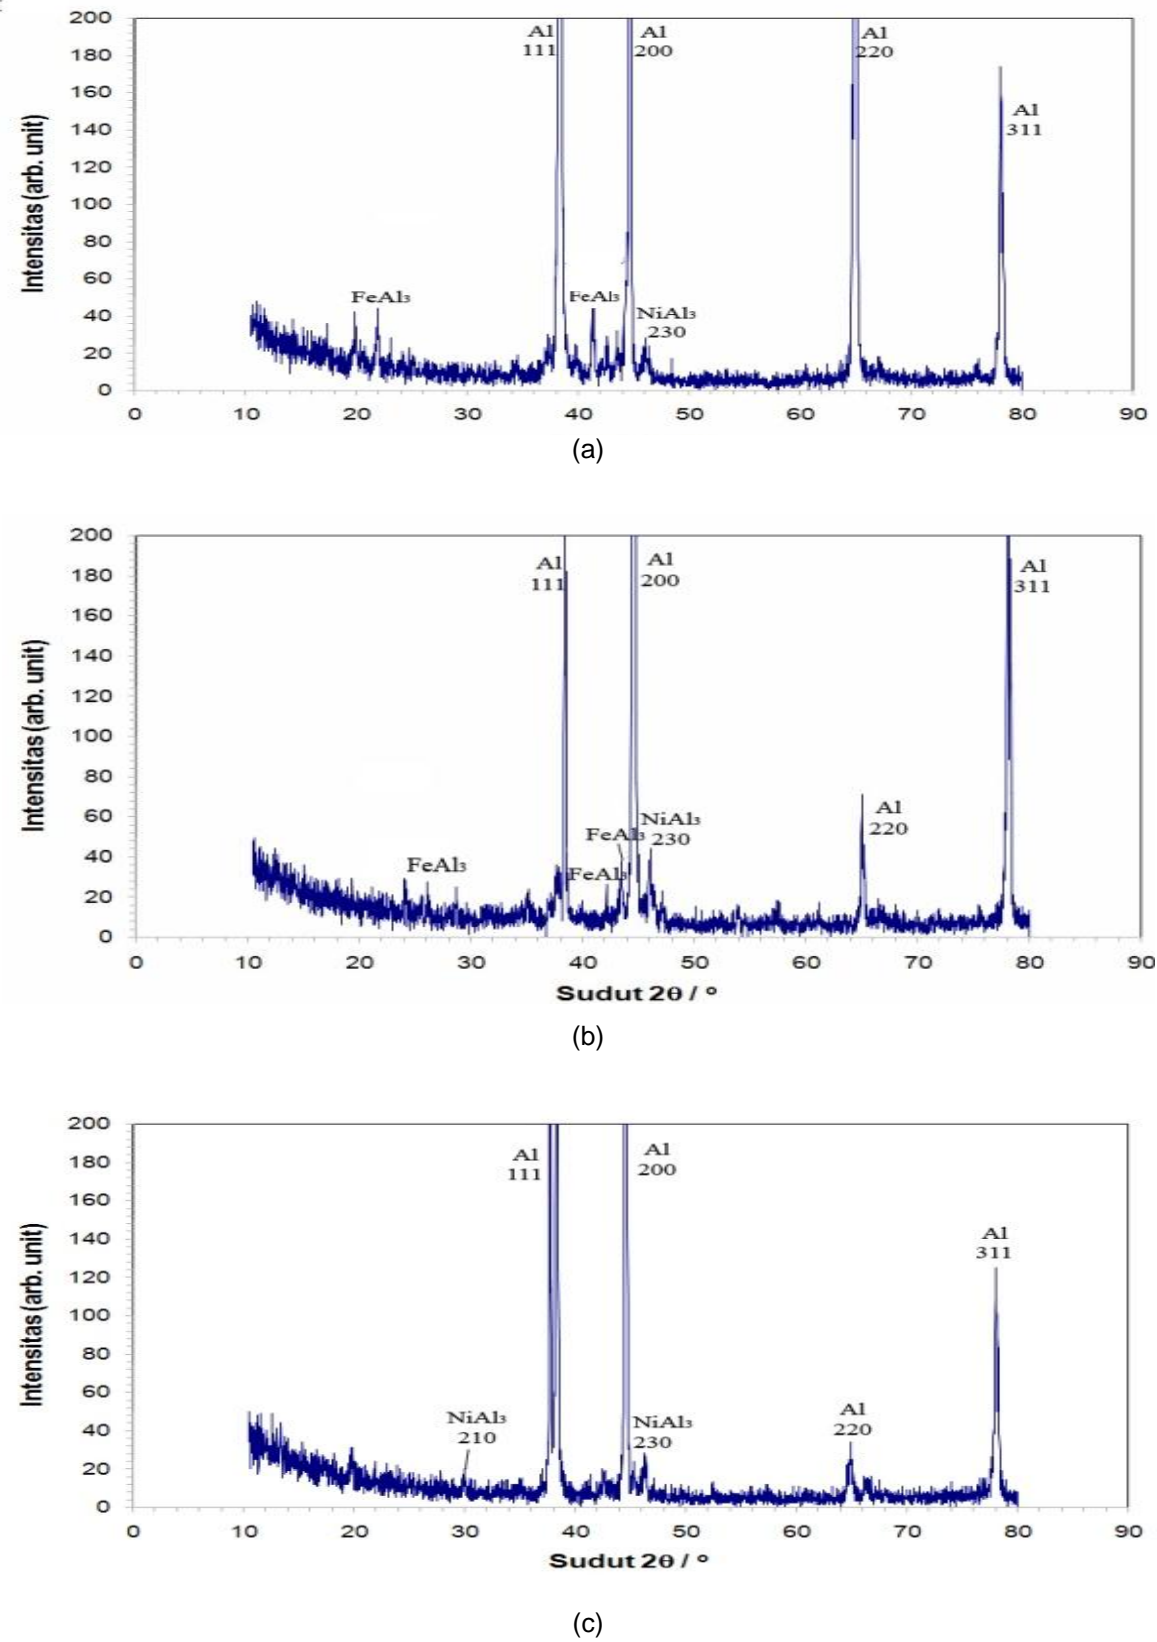 200
180
160
140
120
100
80
60
40
20
0
Intensitas (arb. unit)
Al
111
Al
200
Al
220
Al
311
FeAl₃
FeAl₃
NiAl₃
230
0 10 20 30 40 50 60 70 80 90
(a)
200
180
160
140
120
100
80
60
40
20
0
Intensitas (arb. unit)
Al
111
Al
200
Al
311
FeAl₃
FeAl₃
FeAl₃
NiAl₃
230
Al
220
0 10 20 30 40 50 60 70 80 90
Sudut 2θ / °
(b)
200
180
160
140
120
100
80
60
40
20
0
Intensitas (arb. unit)
Al
111
Al
200
Al
311
NiAl₃
210
NiAl₃
230
Al
220
0 10 20 30 40 50 60 70 80 90
Sudut 2θ / °
(c)